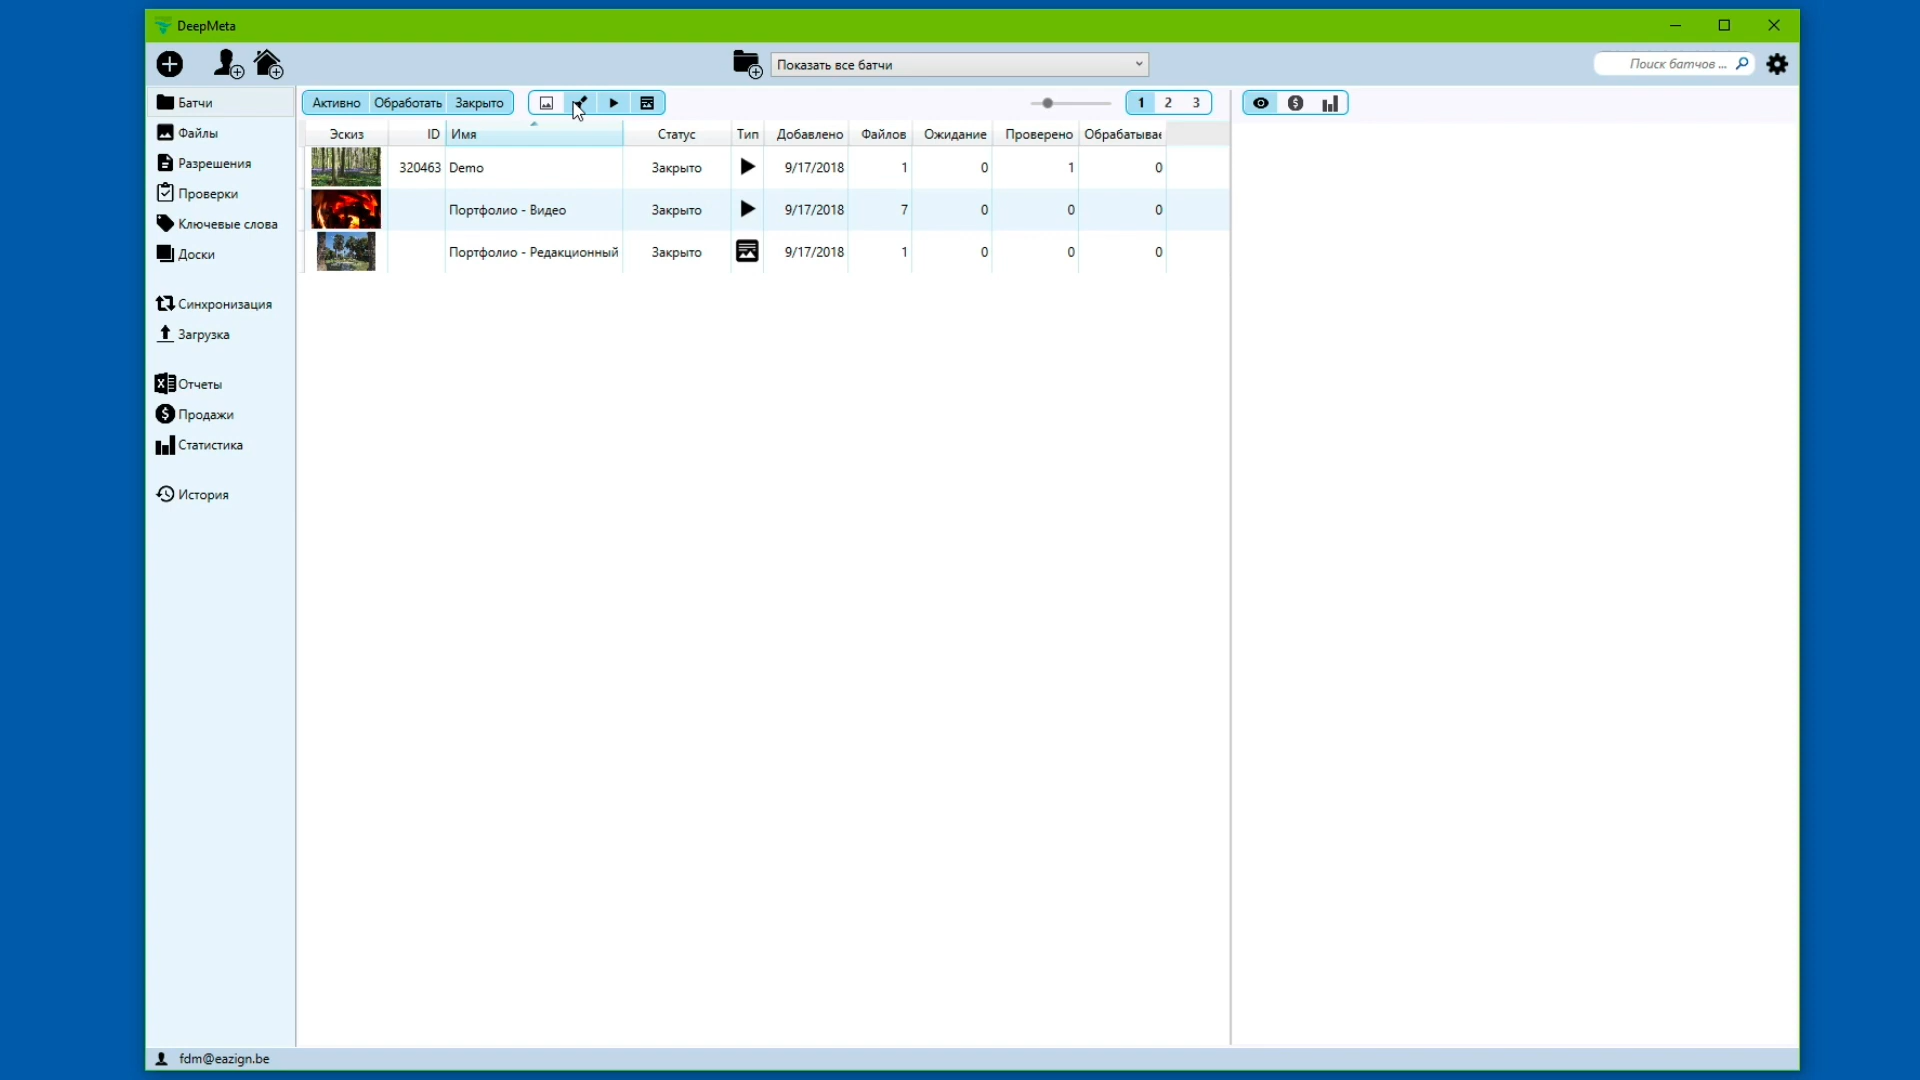 DeepMeta
Показать все батчи
Поиск батчов ...
Батчи
Файлы
Разрешения
Проверки
Ключевые слова
Доски
Синхронизация
Загрузка
Отчеты
Продажи
Статистика
История
Активно Обработать Закрыто
1 2 3
Эскиз ID Имя Статус Тип Добавлено Файлов Ожидание Проверено Обрабатывае
320463 Demo Закрыто 9/17/2018 1 0 1 0
Портфолио - Видео Закрыто 9/17/2018 7 0 0 0
Портфолио - Редакционный Закрыто 9/17/2018 1 0 0 0
fdm@eazign.be